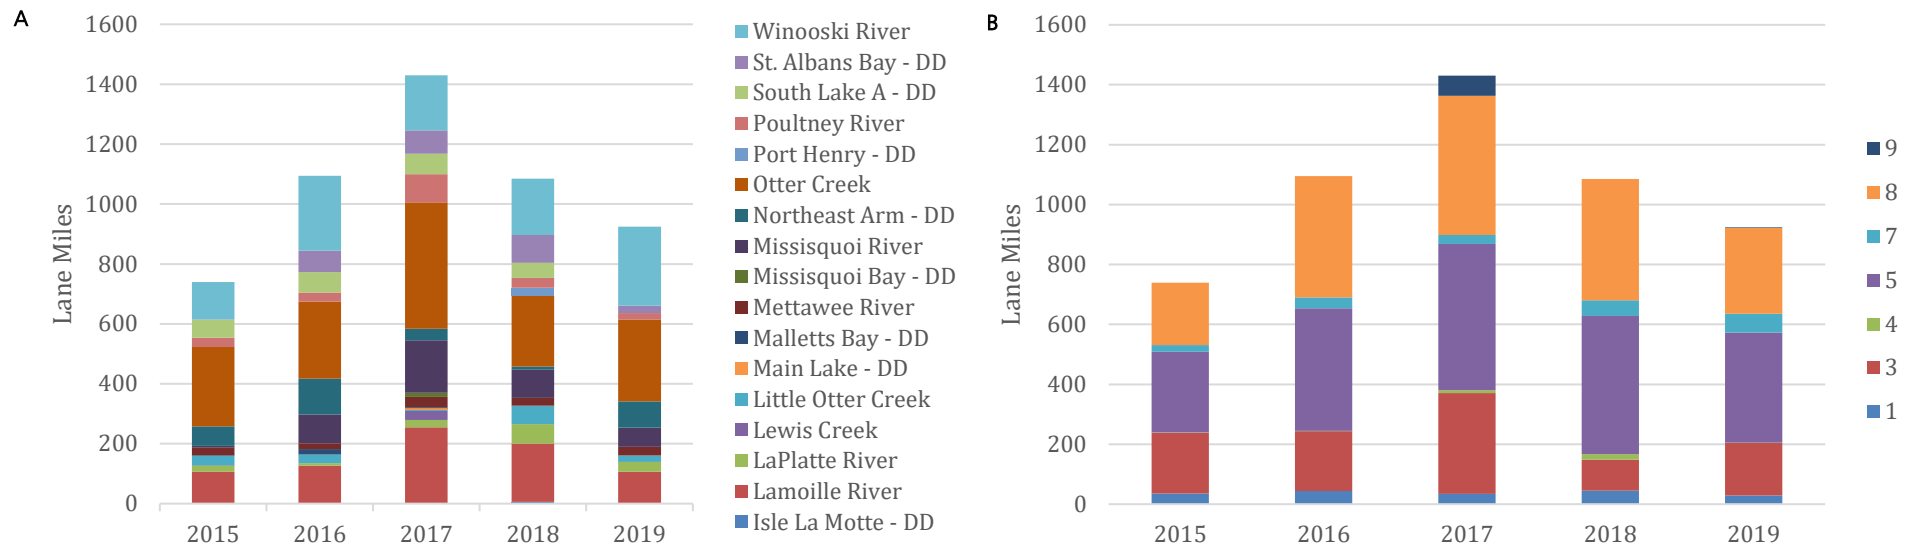 A
Lane Miles
1600
1400
1200
1000
800
600
400
200
0
2015 2016 2017 2018 2019
Winooski River
St. Albans Bay - DD
South Lake A - DD
Poultney River
Port Henry - DD
Otter Creek
Northeast Arm - DD
Missisquoi River
Missisquoi Bay - DD
Mettawee River
Malletts Bay - DD
Main Lake - DD
Little Otter Creek
Lewis Creek
LaPlatte River
Lamoille River
Isle La Motte - DD
B
Lane Miles
1600
1400
1200
1000
800
600
400
200
0
2015 2016 2017 2018 2019
9
8
7
5
4
3
1